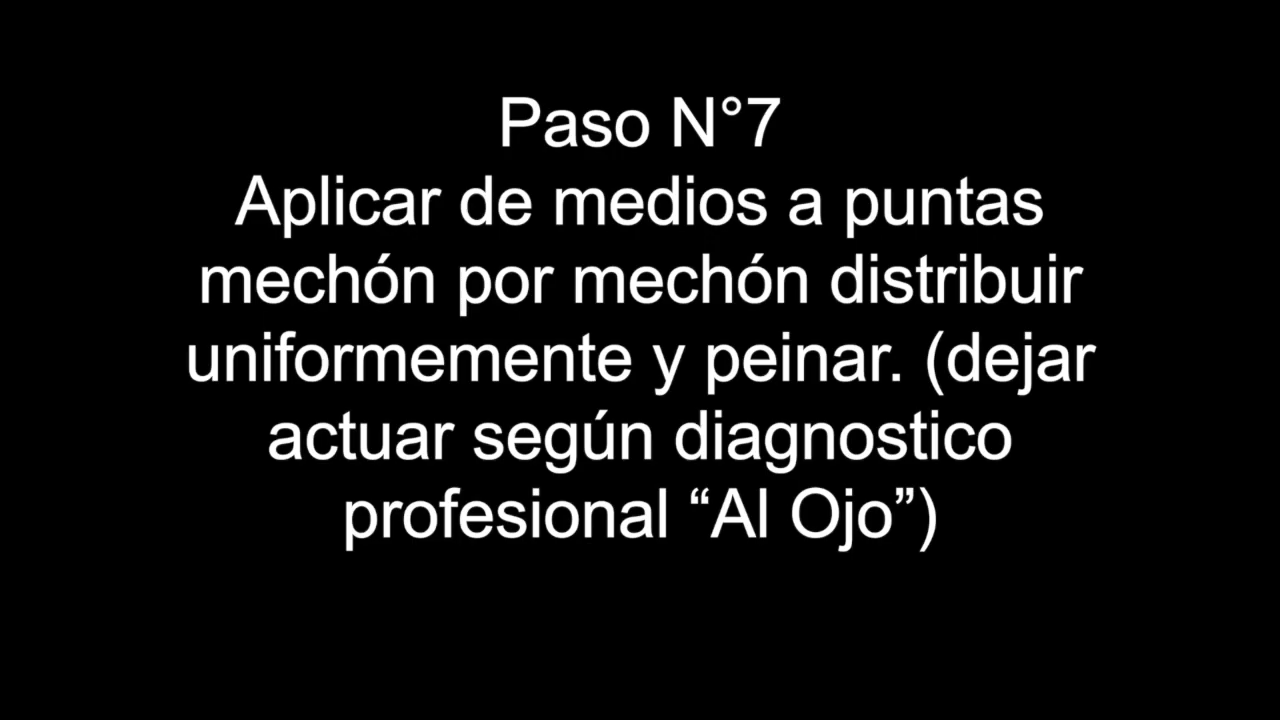 Paso N°7
Aplicar de medios a puntas
mechón por mechón distribuir
uniformemente y peinar. (dejar
actuar según diagnostico
profesional “Al Ojo”)